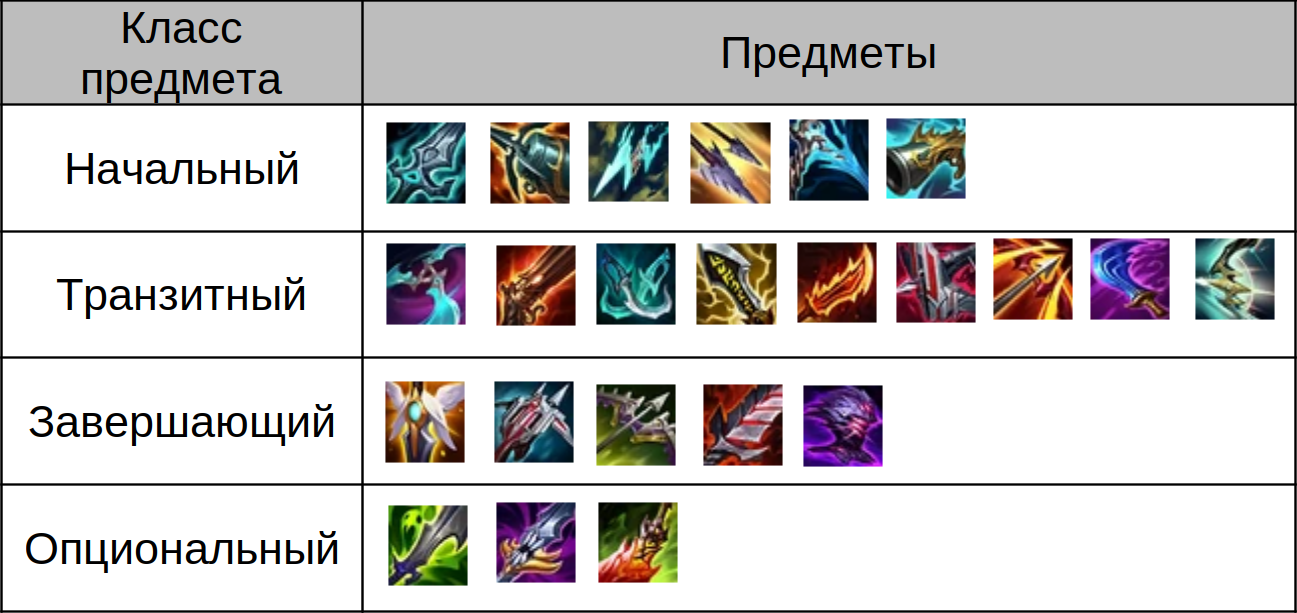 Класс
предмета
Предметы
Начальный
Транзитный
Завершающий
Опциональный